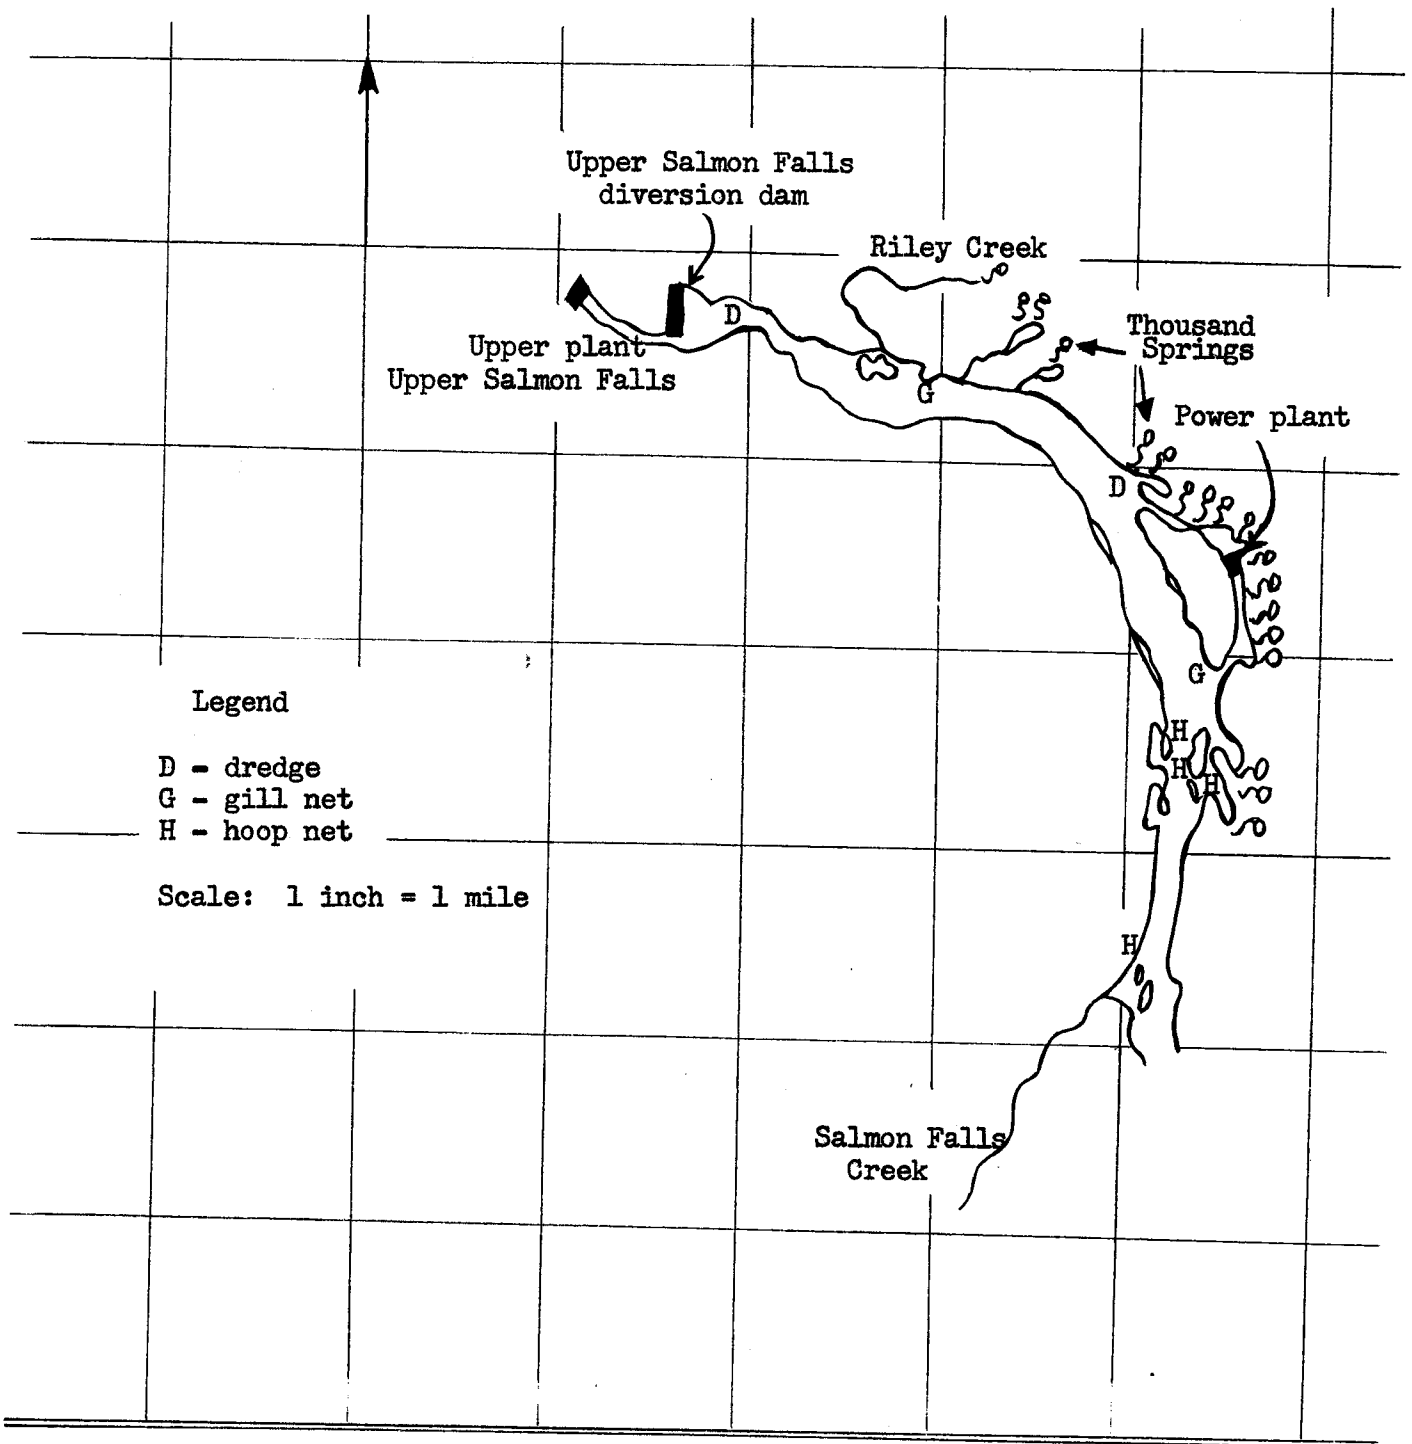 Upper Salmon Falls
diversion dam
Riley Creek
D
Thousand
Springs
Upper plant
Upper Salmon Falls
G
Power plant
D
G
Legend
H
D - dredge
H
G - gill net
H
H - hoop net
Scale: 1 inch = 1 mile
H
Salmon Falls
Creek